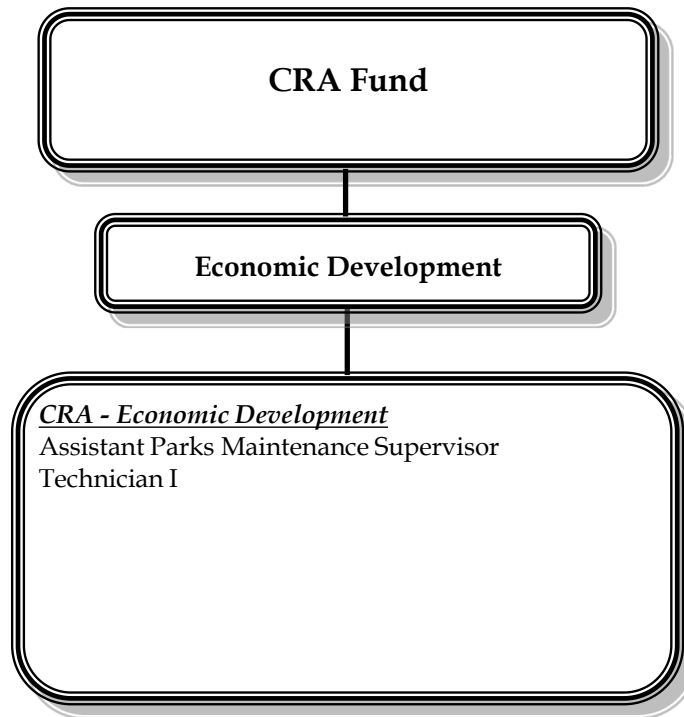 CRA Fund
Economic Development
CRA - Economic Development
Assistant Parks Maintenance Supervisor
Technician I